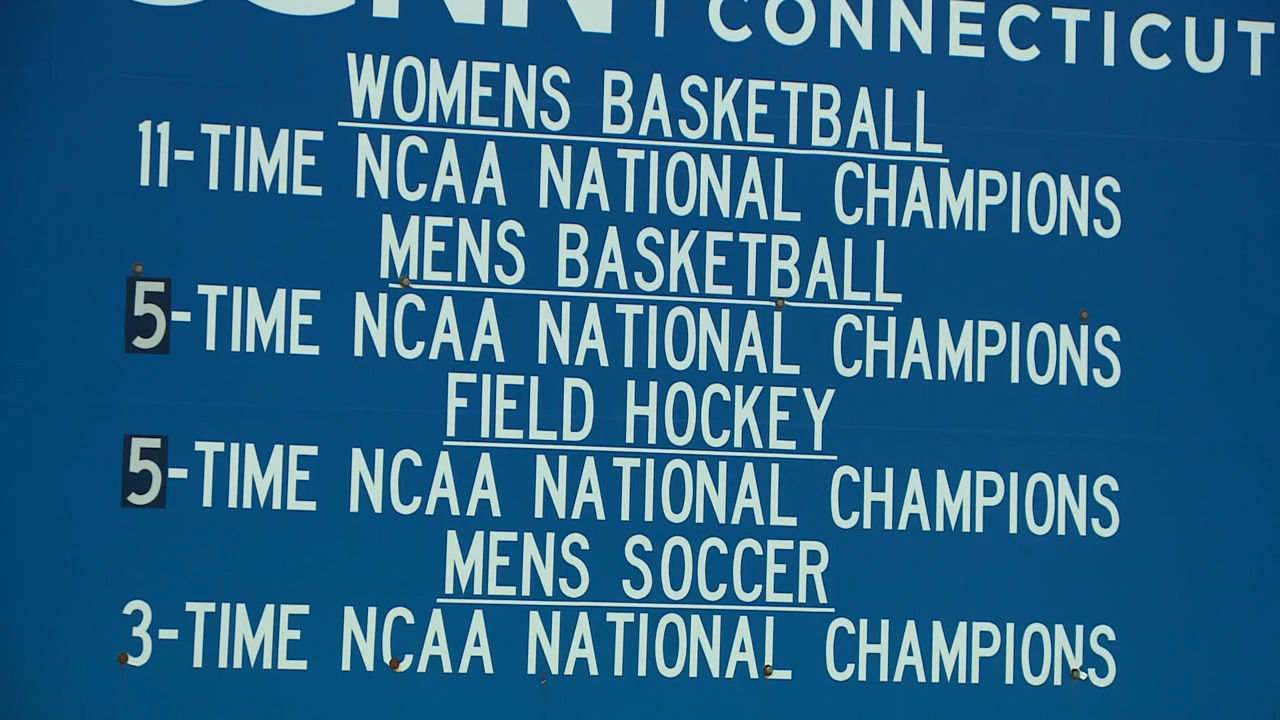 UCONN | CONNECTICUT
WOMENS BASKETBALL
11-TIME NCAA NATIONAL CHAMPIONS
MENS BASKETBALL
5-TIME NCAA NATIONAL CHAMPIONS
FIELD HOCKEY
5-TIME NCAA NATIONAL CHAMPIONS
MENS SOCCER
3-TIME NCAA NATIONAL CHAMPIONS